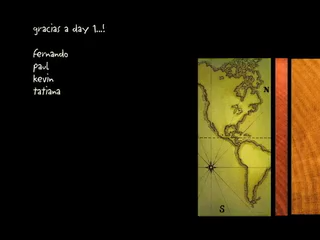 gracias a day 1...!
fernando
paul
kevin
tatiana
N
S